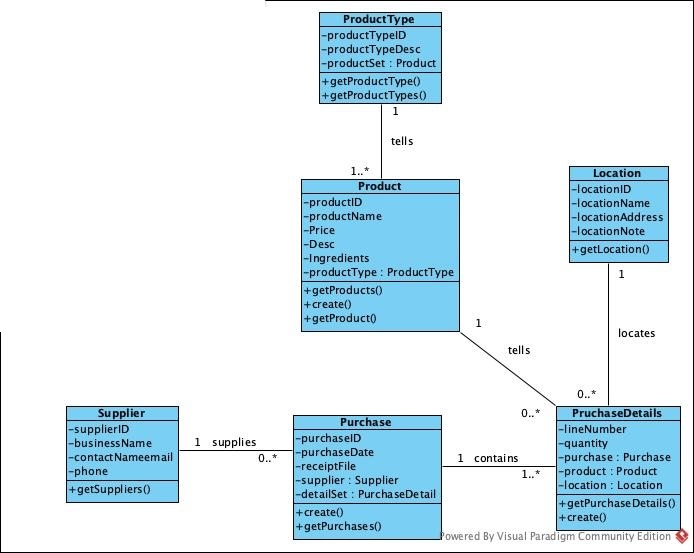 ProductType
-productTypeID
-productTypeDesc
-productSet : Product
+getProductType()
+getProductTypes()
1
tells
1..*
Product
-productID
-productName
-Price
-Desc
-Ingredients
-productType : ProductType
+getProducts()
+create()
+getProduct()
Location
-locationID
-locationName
-locationAddress
-locationNote
+getLocation()
1
locates
0..*
1
tells
0..*
Supplier
-supplierID
-businessName
-contactNameemail
-phone
+getSuppliers()
1 supplies
0..*
Purchase
-purchaseID
-purchaseDate
-receiptFile
-supplier : Supplier
-detailSet : PurchaseDetail
+create()
+getPurchases()
1 contains
1..*
PruchaseDetails
-lineNumber
-quantity
-purchase : Purchase
-product : Product
-location : Location
+getPurchaseDetails()
+create()
Powered By Visual Paradigm Community Edition